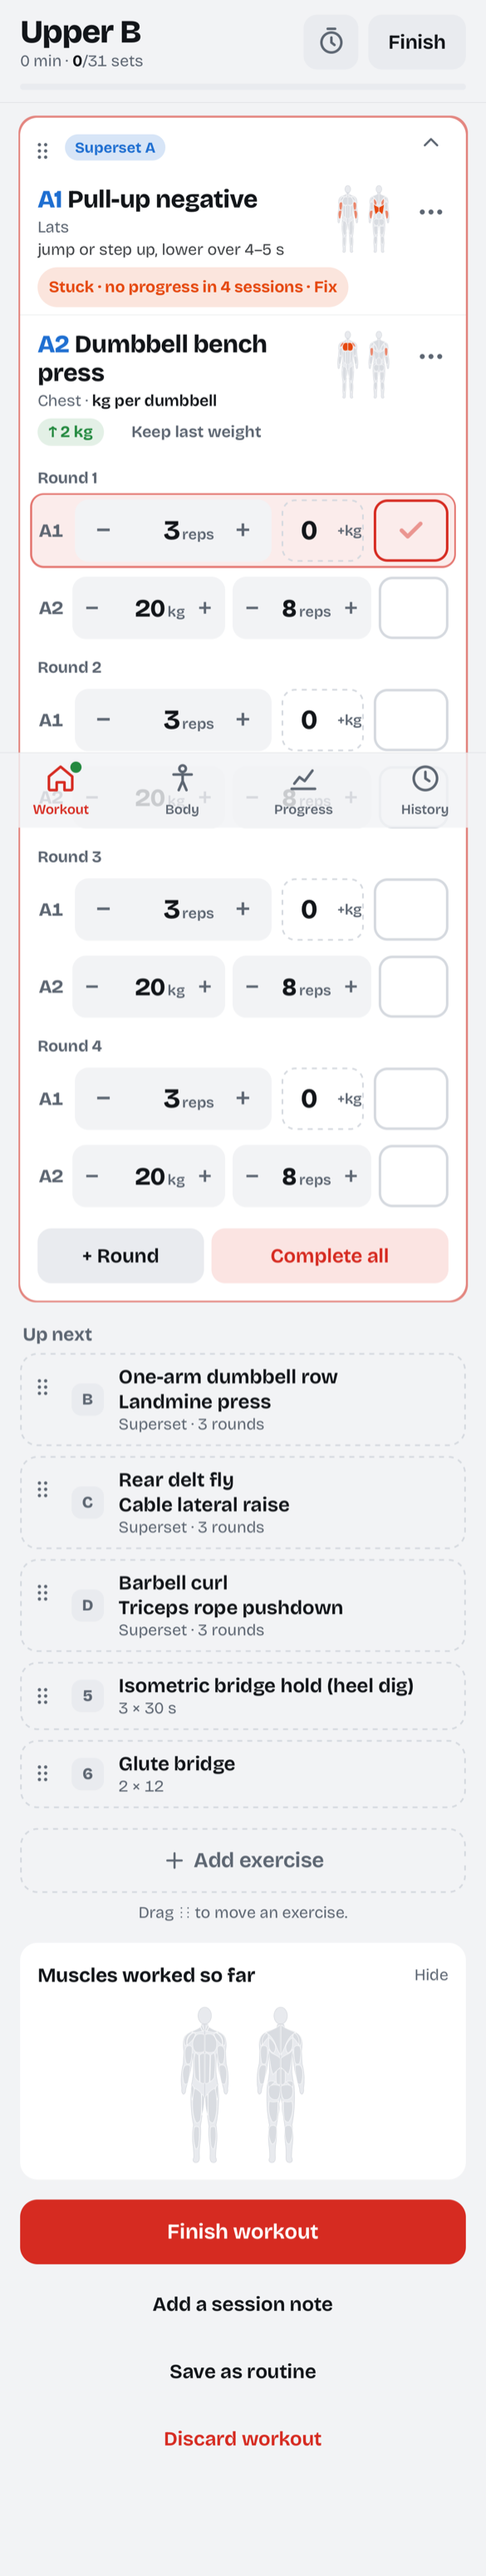 Upper B
0 min · 0/31 sets
Finish
Superset A
A1 Pull-up negative
Lats
jump or step up, lower over 4–5 s
Stuck · no progress in 4 sessions · Fix
A2 Dumbbell bench
press
Chest · kg per dumbbell
↑ 2 kg Keep last weight
Round 1
A1 − 3 reps + 0 +kg
A2 − 20 kg + − 8 reps +
Round 2
A1 − 3 reps + 0 +kg
A2 − 20 kg + − 8 reps +
Workout Body Progress History
Round 3
A1 − 3 reps + 0 +kg
A2 − 20 kg + − 8 reps +
Round 4
A1 − 3 reps + 0 +kg
A2 − 20 kg + − 8 reps +
+ Round Complete all
Up next
B
One-arm dumbbell row
Landmine press
Superset · 3 rounds
C
Rear delt fly
Cable lateral raise
Superset · 3 rounds
D
Barbell curl
Triceps rope pushdown
Superset · 3 rounds
5
Isometric bridge hold (heel dig)
3 × 30 s
6
Glute bridge
2 × 12
+ Add exercise
Drag ⋮⋮ to move an exercise.
Muscles worked so far Hide
Finish workout
Add a session note
Save as routine
Discard workout